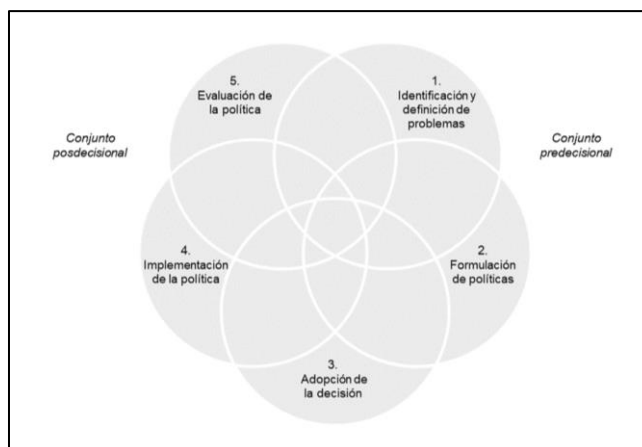 5.
Evaluación de
la política
1.
Identificación y
definición de
problemas
Conjunto
posdecisional
Conjunto
predecisional
4.
Implementación
de la política
2.
Formulación
de políticas
3.
Adopción de
la decisión